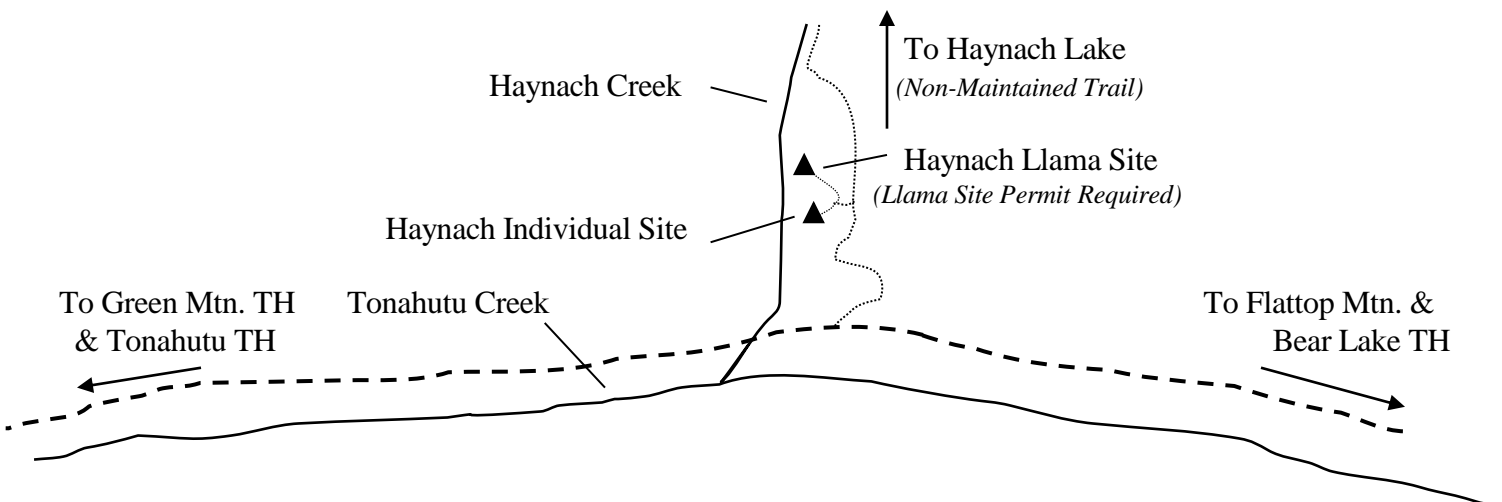 To Haynach Lake
(Non-Maintained Trail)
Haynach Creek
Haynach Llama Site
(Llama Site Permit Required)
Haynach Individual Site
To Green Mtn. TH
& Tonahutu TH
Tonahutu Creek
To Flattop Mtn. &
Bear Lake TH